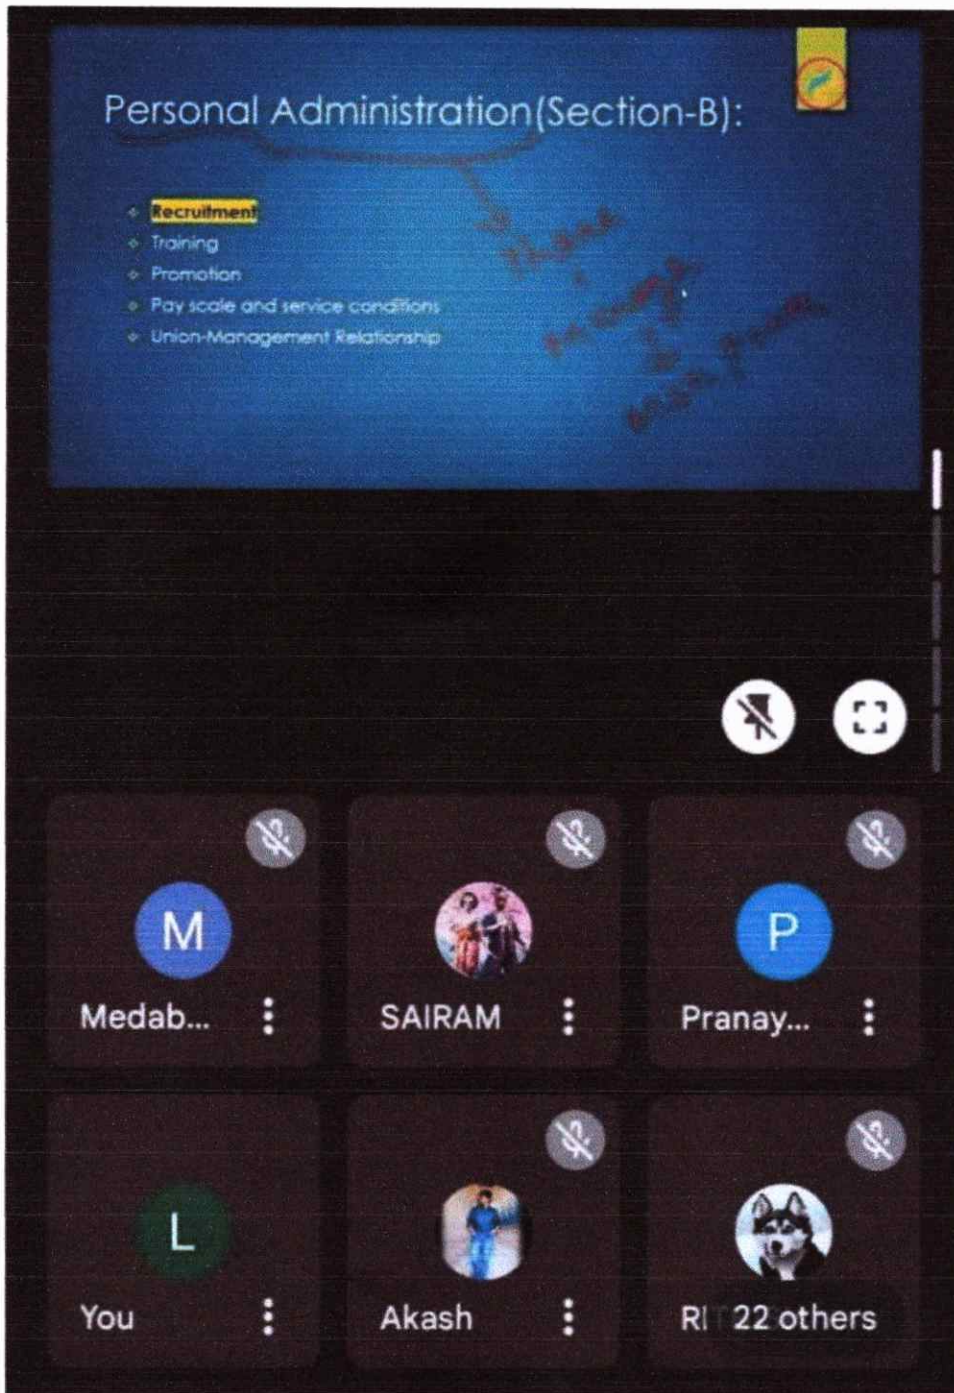 Personal Administration(Section-B):
Recruitment
Training
Promotion
Pay scale and service conditions
Union-Management Relationship
M
Medab...
SAIRAM
P
Pranay...
L
You
Akash
RI 22 others